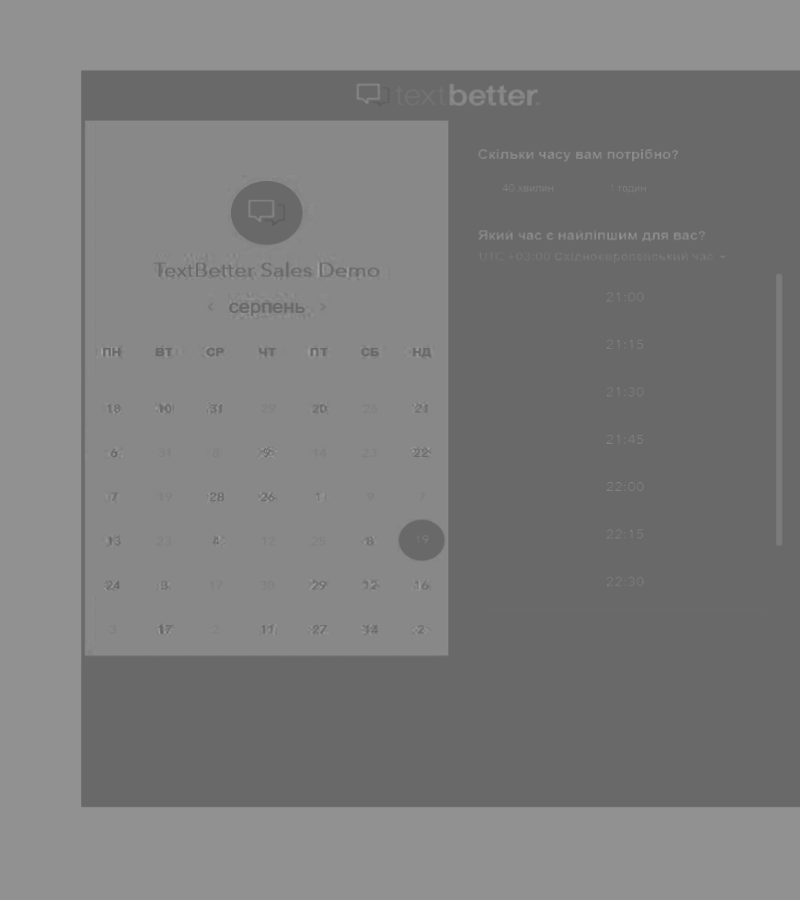 textbetter.
TextBetter Sales Demo
< серпень >
ПН ВТ СР ЧТ ПТ СБ НД
18 10 31 29 20 25 21
6 31 5 9 14 23 22
7 19 28 26 1 9 7
13 23 4 12 25 8 19
24 3 17 30 29 12 16
3 17 2 11 27 14 2
Скільки часу вам потрібно?
40 хвилин 1 годин
Який час є найліпшим для вас?
UTC +03:00 Східноєвропейський час
21:00
21:15
21:30
21:45
22:00
22:15
22:30